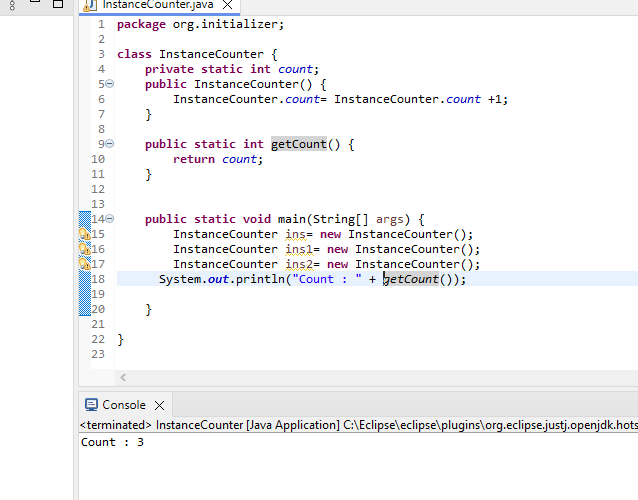 InstanceCounter.java
1 package org.initializer;
2
3 class InstanceCounter {
4 private static int count;
5 public InstanceCounter() {
6 InstanceCounter.count= InstanceCounter.count +1;
7 }
8
9 public static int getCount() {
10 return count;
11 }
12
13
14 public static void main(String[] args) {
15 InstanceCounter ins= new InstanceCounter();
16 InstanceCounter ins1= new InstanceCounter();
17 InstanceCounter ins2= new InstanceCounter();
18 System.out.println("Count : " + getCount());
19
20 }
21
22 }
23
Console
<terminated> InstanceCounter [Java Application] C:\Eclipse\eclipse\plugins\org.eclipse.justj.openjdk.hots
Count : 3